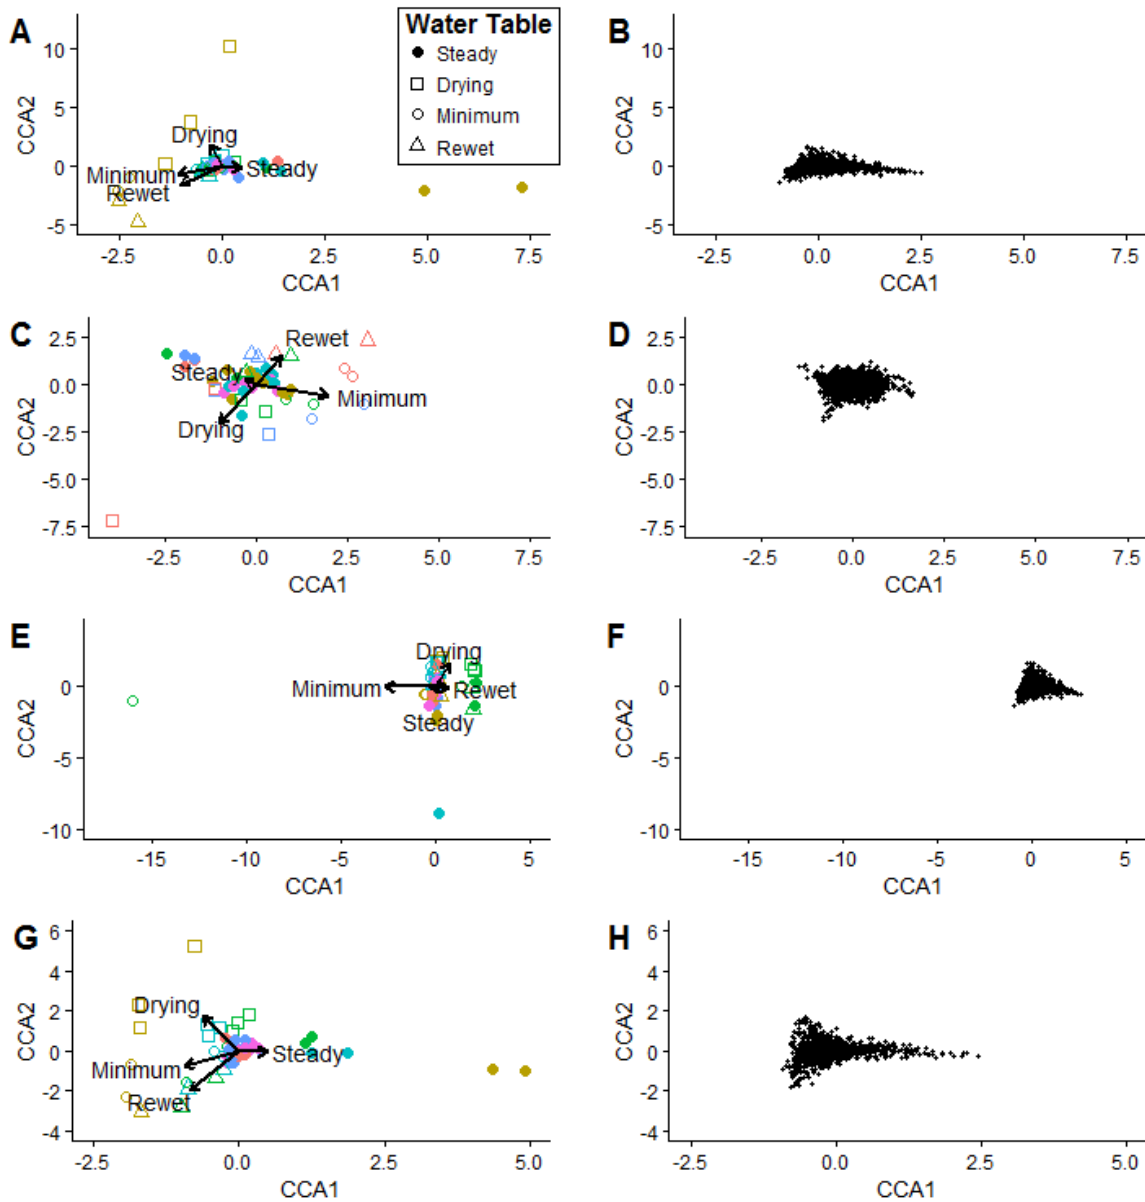 A
CCA2
10
5
0
-5
Drying
Minimum
Rewet
Steady
-2.5 0.0 2.5 5.0 7.5
CCA1
Water Table
Steady
Drying
Minimum
Rewet
B
CCA2
10
5
0
-5
-2.5 0.0 2.5 5.0 7.5
CCA1
C
CCA2
2.5
0.0
-2.5
-5.0
-7.5
Rewet
Steady
Minimum
Drying
-2.5 0.0 2.5 5.0 7.5
CCA1
D
CCA2
2.5
0.0
-2.5
-5.0
-7.5
-2.5 0.0 2.5 5.0 7.5
CCA1
E
CCA2
0
-5
-10
Drying
Minimum
Rewet
Steady
-15 -10 -5 0 5
CCA1
F
CCA2
0
-5
-10
-15 -10 -5 0 5
CCA1
G
CCA2
6
4
2
0
-2
-4
Drying
Steady
Minimum
Rewet
-2.5 0.0 2.5 5.0
CCA1
H
CCA2
6
4
2
0
-2
-4
-2.5 0.0 2.5 5.0
CCA1